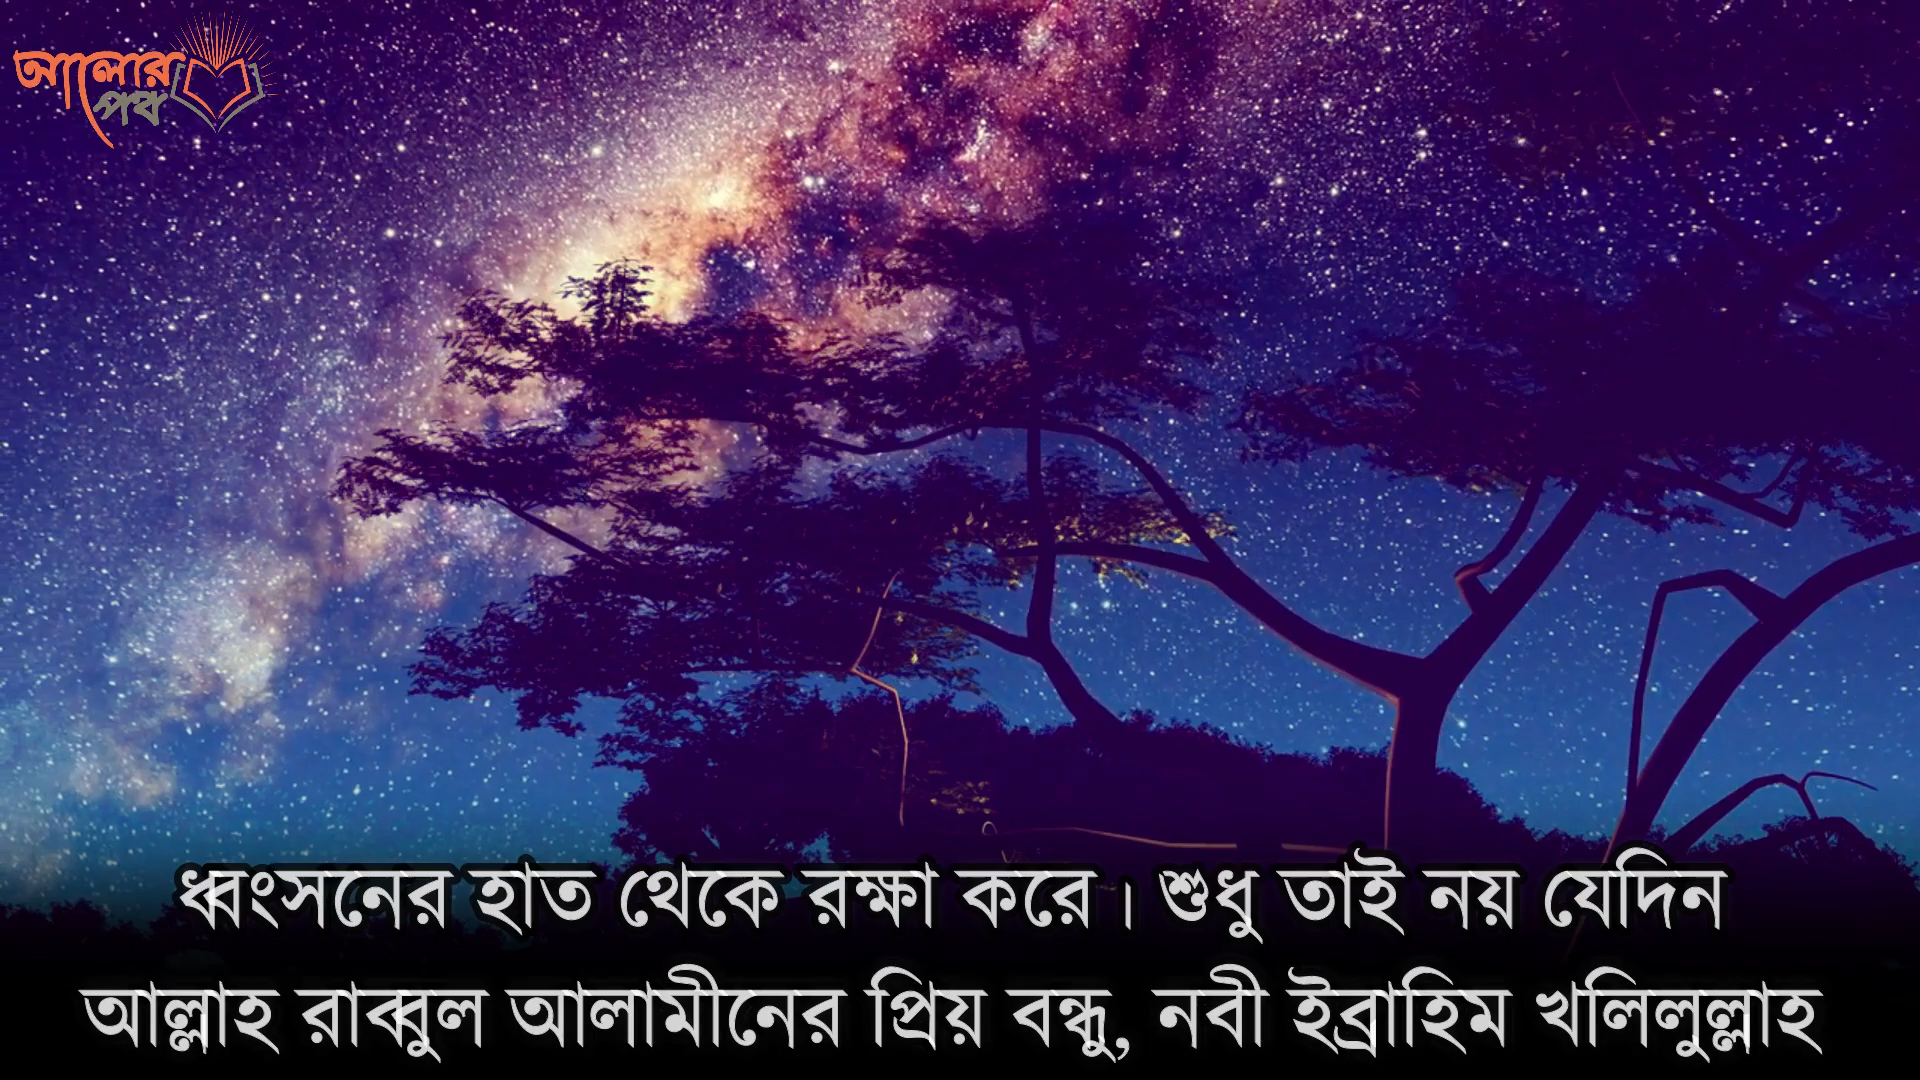 আলোর
পথ
ধ্বংসনের হাত থেকে রক্ষা করে। শুধু তাই নয় যেদিন
আল্লাহ রাব্বুল আলামীনের প্রিয় বন্ধু, নবী ইব্রাহিম খলিলুল্লাহ